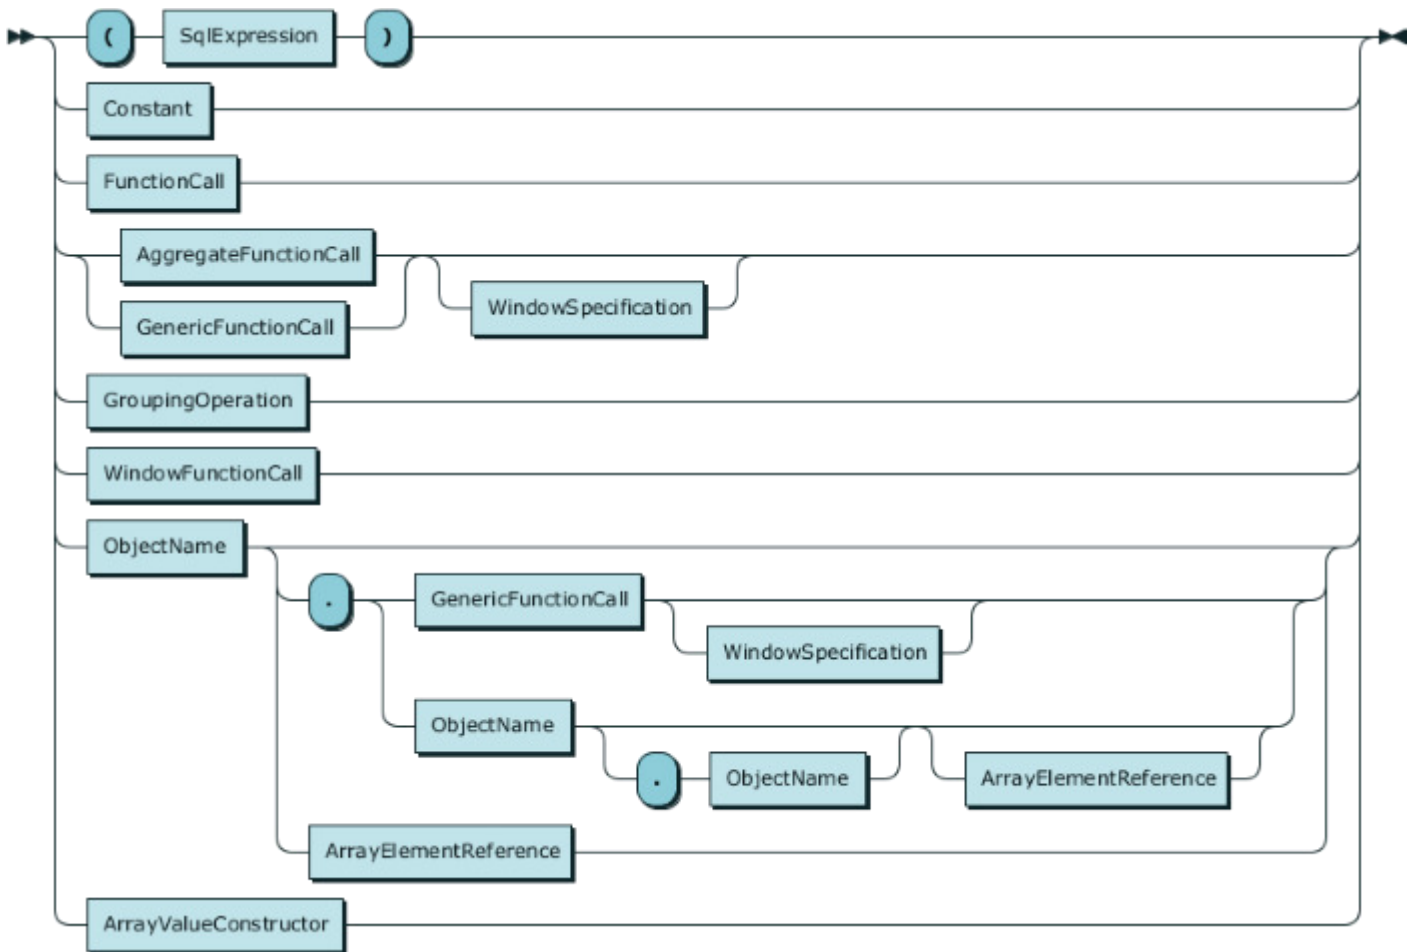 ( SqlExpression )
Constant
FunctionCall
AggregateFunctionCall
WindowSpecification
GenericFunctionCall
GroupingOperation
WindowFunctionCall
ObjectName
. GenericFunctionCall
WindowSpecification
ObjectName
. ObjectName ArrayElementReference
ArrayElementReference
ArrayValueConstructor